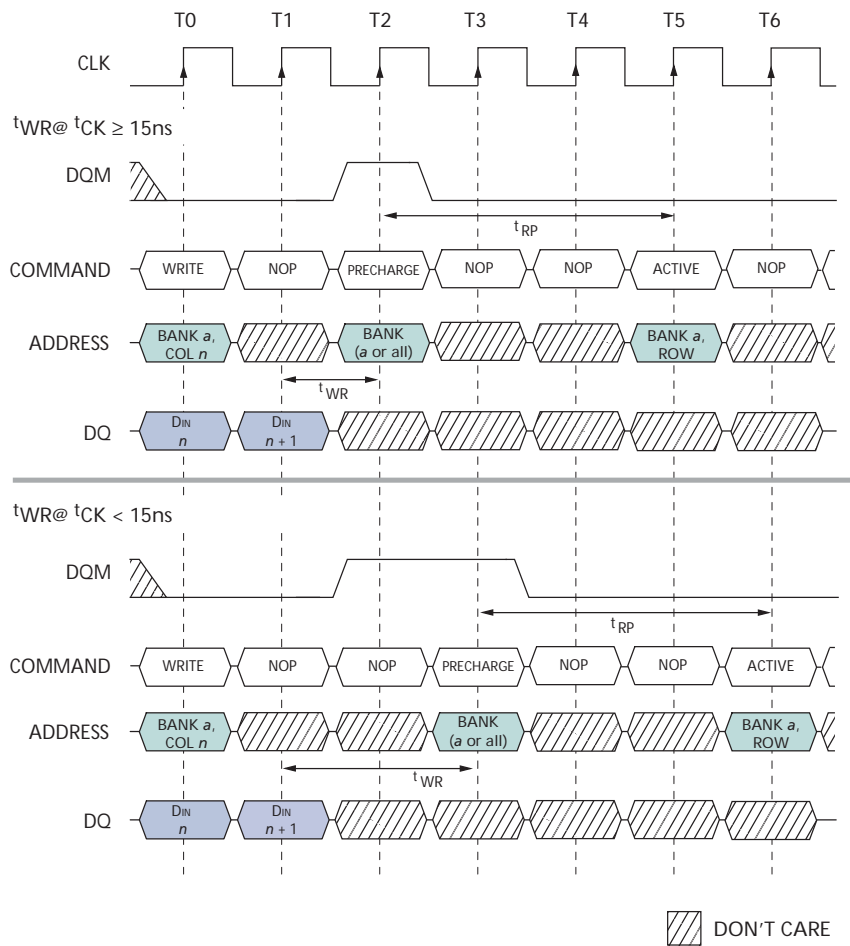 T0 T1 T2 T3 T4 T5 T6
CLK
tWR@ tCK ≥ 15ns
DQM
tRP
COMMAND WRITE NOP PRECHARGE NOP NOP ACTIVE NOP
ADDRESS BANK a, COL n BANK (a or all) BANK a, ROW
tWR
DQ DIN n DIN n + 1
tWR@ tCK < 15ns
DQM
tRP
COMMAND WRITE NOP NOP PRECHARGE NOP NOP ACTIVE
ADDRESS BANK a, COL n BANK (a or all) BANK a, ROW
tWR
DQ DIN n DIN n + 1
DON'T CARE